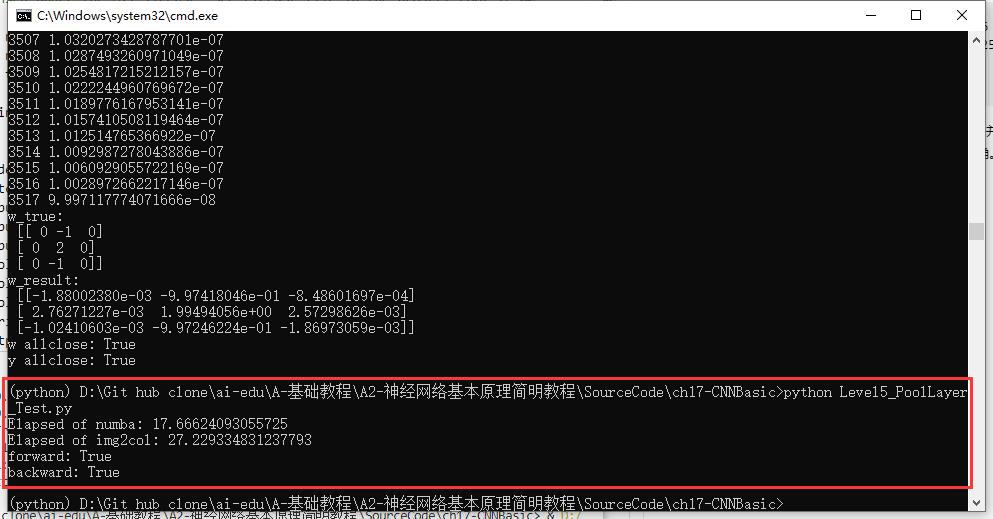 C:\Windows\system32\cmd.exe
3507 1.0320273428787701e-07
3508 1.0287493260971049e-07
3509 1.0254817215212157e-07
3510 1.0222244960769672e-07
3511 1.0189776167953141e-07
3512 1.0157410508119464e-07
3513 1.012514765366922e-07
3514 1.0092987278043886e-07
3515 1.0060929055722169e-07
3516 1.0028972662217146e-07
3517 9.997117774071666e-08
w_true:
[[ 0 -1  0]
[ 0  2  0]
[ 0 -1  0]]
w_result:
[[-1.88002380e-03 -9.97418046e-01 -8.48601697e-04]
[ 2.76271227e-03  1.99494056e+00  2.57298626e-03]
[-1.02410603e-03 -9.97246224e-01 -1.86973059e-03]]
w allclose: True
y allclose: True
(python) D:\Git hub clone\ai-edu\A-基础教程\A2-神经网络基本原理简明教程\SourceCode\ch17-CNNBasic>python Level5_PoolLayer
_Test.py
Elapsed of numba: 17.66624093055725
Elapsed of img2col: 27.229334831237793
forward: True
backward: True
(python) D:\Git hub clone\ai-edu\A-基础教程\A2-神经网络基本原理简明教程\SourceCode\ch17-CNNBasic>